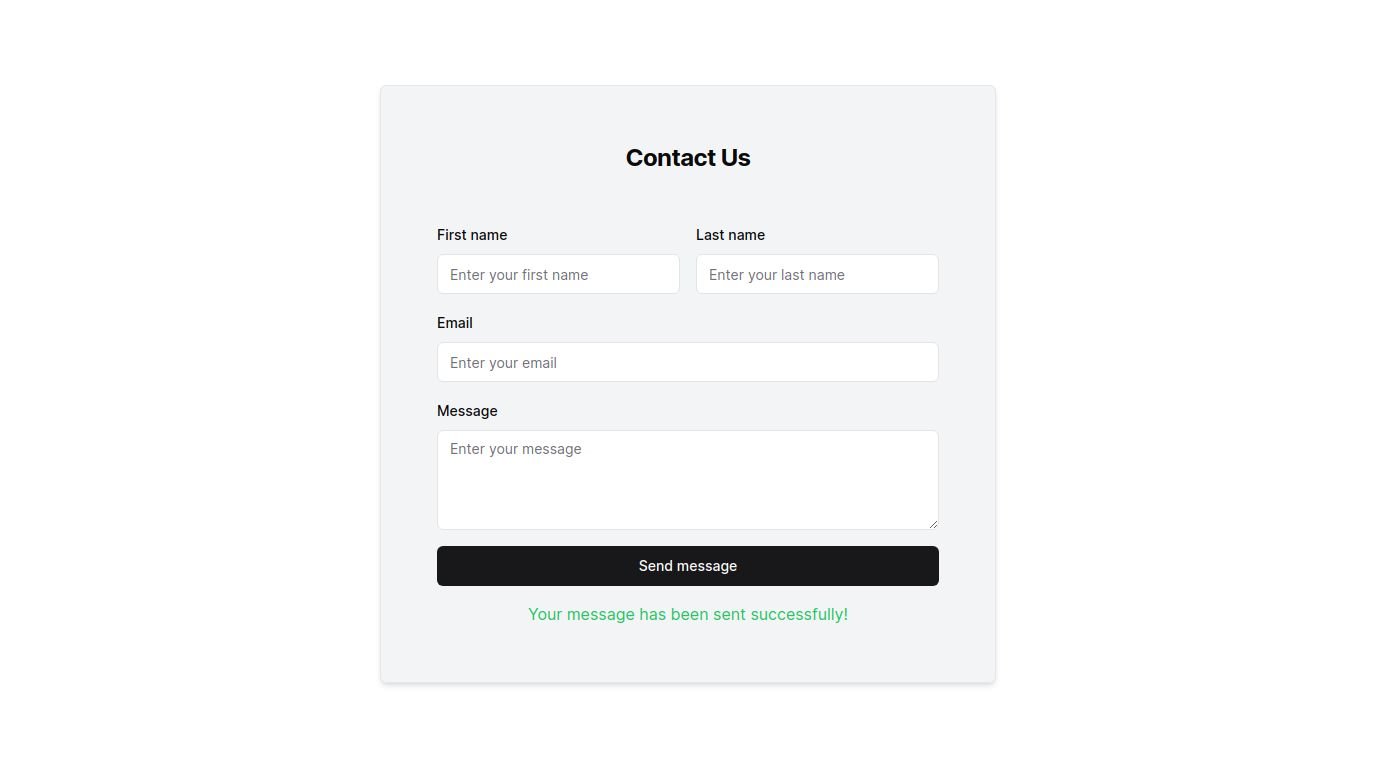 Contact Us
First name
Last name
Enter your first name
Enter your last name
Email
Enter your email
Message
Enter your message
Send message
Your message has been sent successfully!